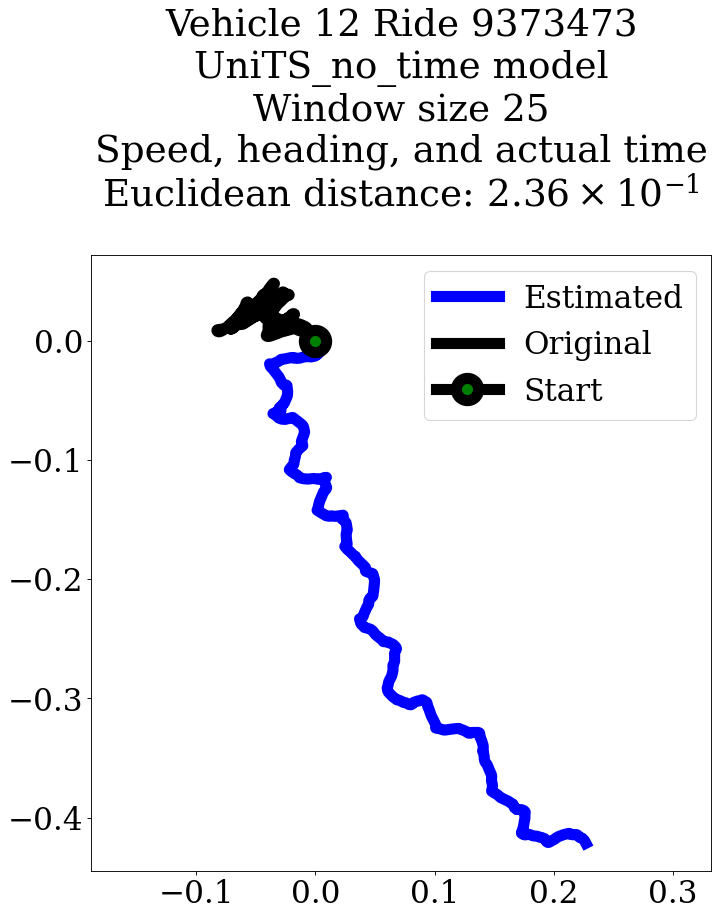 Vehicle 12 Ride 9373473
UniTS_no_time model
Window size 25
Speed, heading, and actual time
Euclidean distance: 2.36 × 10⁻¹
Estimated
Original
Start
0.0
−0.1
−0.2
−0.3
−0.4
−0.1 0.0 0.1 0.2 0.3